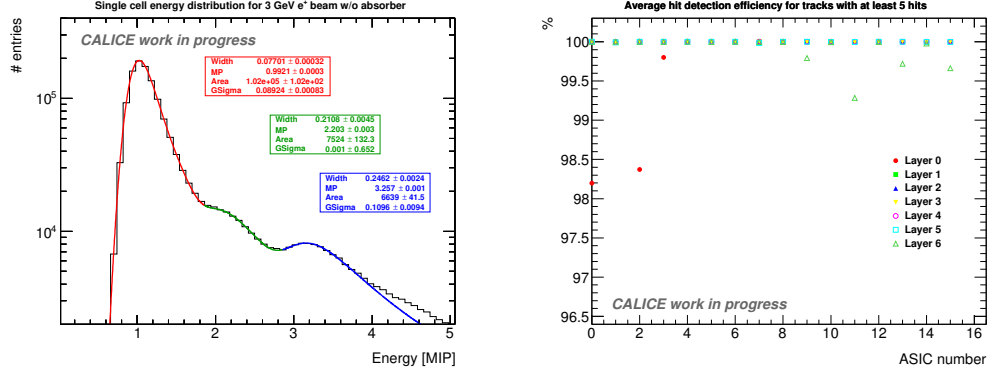 Single cell energy distribution for 3 GeV e+ beam w/o absorber
# entries
CALICE work in progress
Width 0.07701 ± 0.00032
MP 0.9921 ± 0.0003
Area 1.02e+05 ± 1.02e+02
GSigma 0.08924 ± 0.00083
Width 0.2108 ± 0.0045
MP 2.203 ± 0.003
Area 7524 ± 132.3
GSigma 0.001 ± 0.652
Width 0.2462 ± 0.0024
MP 3.257 ± 0.001
Area 6639 ± 41.5
GSigma 0.1096 ± 0.0094
10^5
10^4
1 2 3 4 5
Energy [MIP]
Average hit detection efficiency for tracks with at least 5 hits
%
100
99.5
99
98.5
98
97.5
97
96.5
Layer 0
Layer 1
Layer 2
Layer 3
Layer 4
Layer 5
Layer 6
CALICE work in progress
0 2 4 6 8 10 12 14 16
ASIC number